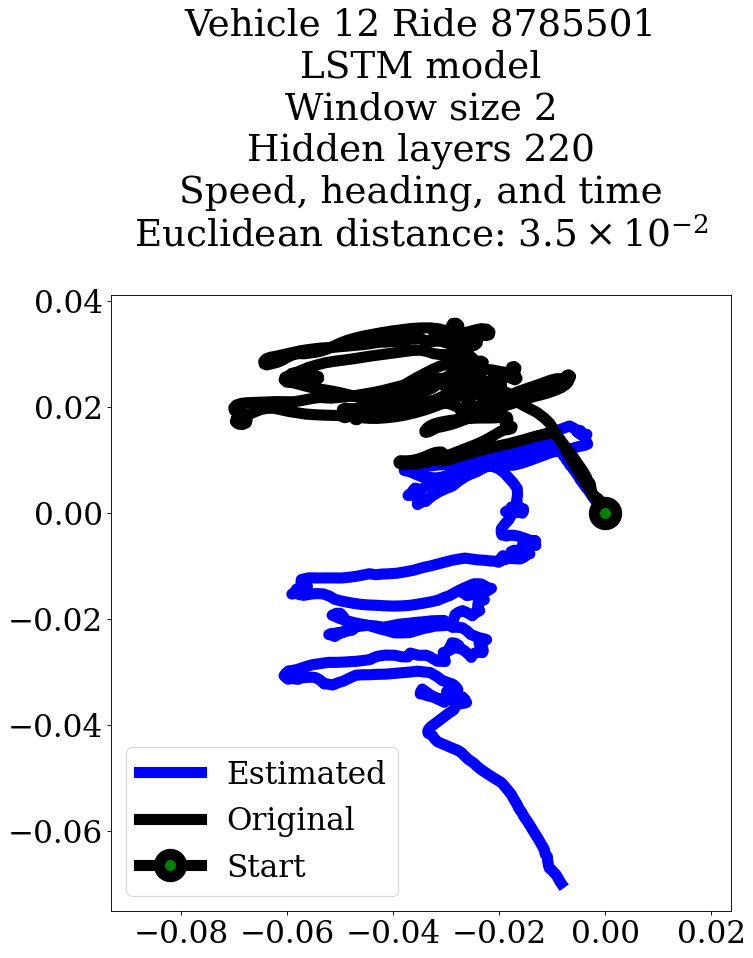 Vehicle 12 Ride 8785501
LSTM model
Window size 2
Hidden layers 220
Speed, heading, and time
Euclidean distance: 3.5 × 10⁻²
0.04
0.02
0.00
−0.02
−0.04
−0.06
Estimated
Original
Start
−0.08 −0.06 −0.04 −0.02 0.00 0.02